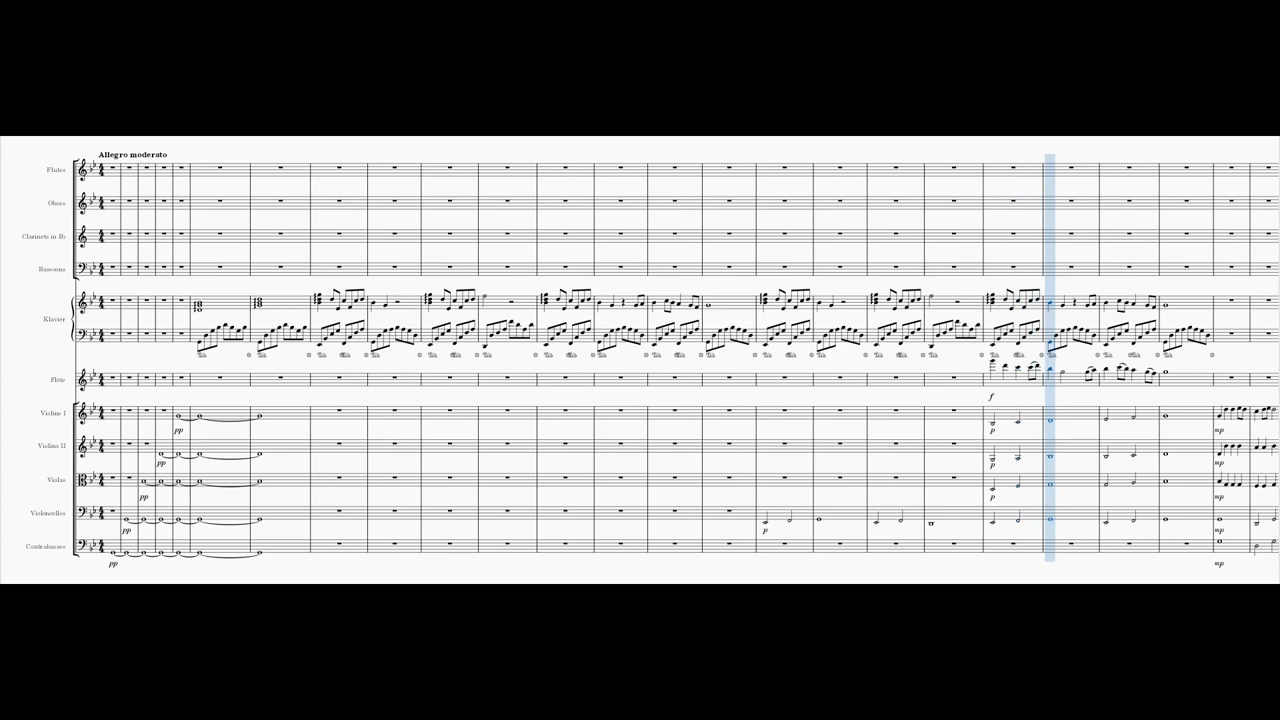 Allegro moderato
Flutes
Oboes
Clarinets in B♭
Bassoons
Klavier
Flöte
f
Violins I
pp
p
mp
Violins II
pp
p
mp
Violas
pp
p
mp
Violoncellos
pp
p
mp
Contrabasses
pp
mp